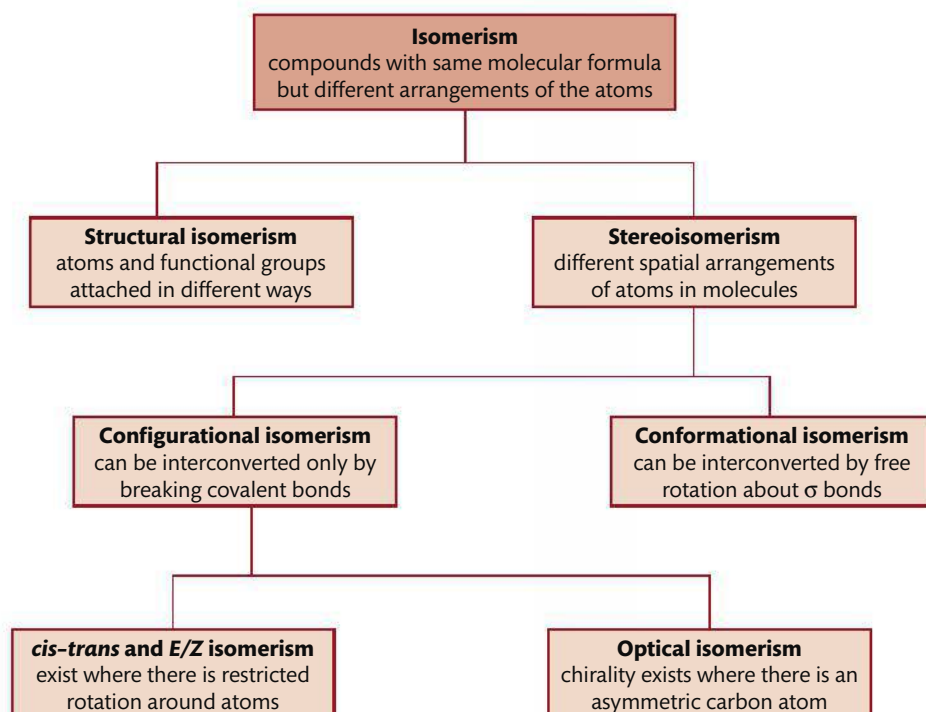 Isomerism
compounds with same molecular formula
but different arrangements of the atoms
Structural isomerism
atoms and functional groups
attached in different ways
Stereoisomerism
different spatial arrangements
of atoms in molecules
Configurational isomerism
can be interconverted only by
breaking covalent bonds
Conformational isomerism
can be interconverted by free
rotation about σ bonds
cis–trans and E/Z isomerism
exist where there is restricted
rotation around atoms
Optical isomerism
chirality exists where there is an
asymmetric carbon atom